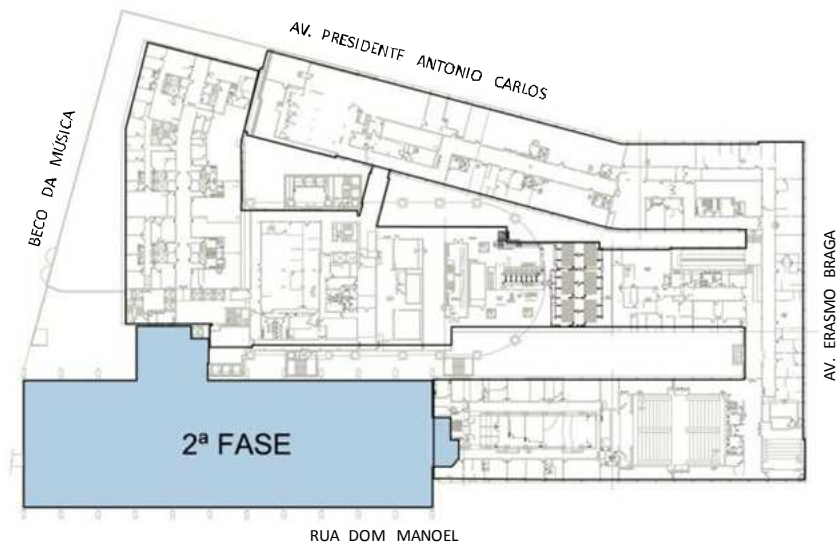 AV. PRESIDENTE ANTONIO CARLOS
BECO DA MÚSICA
AV. ERASMO BRAGA
2ª FASE
RUA DOM MANOEL